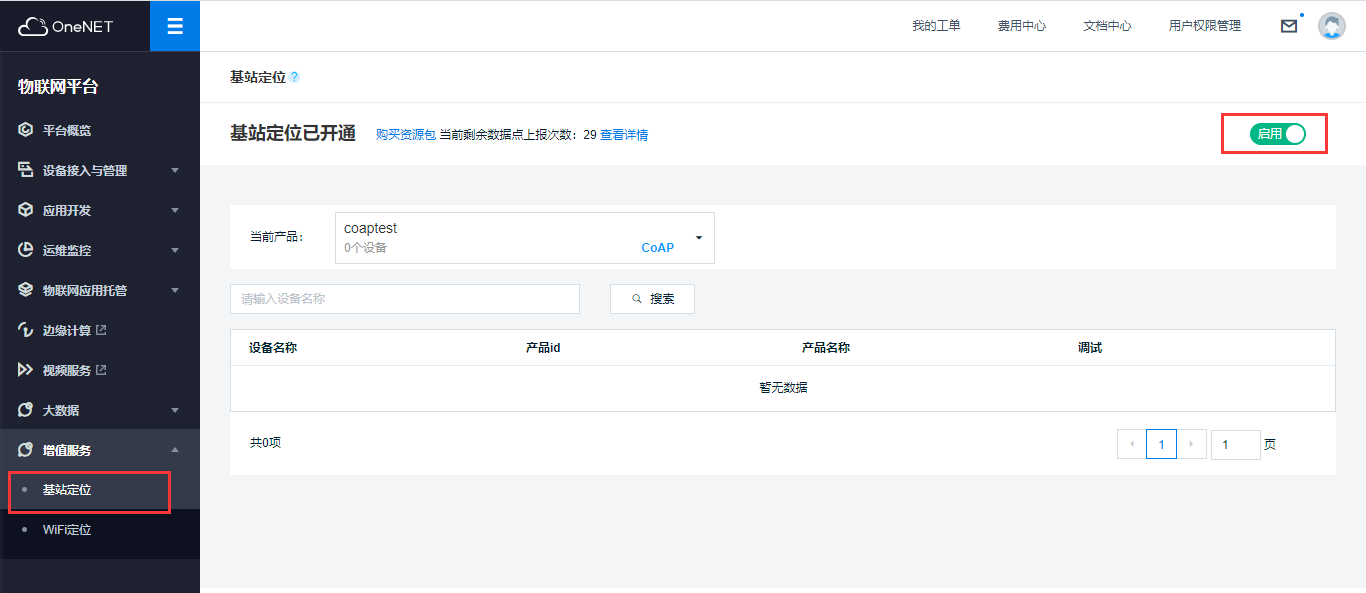 OneNET
我的工单 费用中心 文档中心 用户权限管理
物联网平台
平台概览
设备接入与管理
应用开发
运维监控
物联网应用托管
边缘计算
视频服务
大数据
增值服务
基站定位
WiFi定位
基站定位 ?
基站定位已开通 购买资源包 当前剩余数据点上报次数：29 查看详情 启用
当前产品： coaptest
0个设备 CoAP
请输入设备名称 搜索
设备名称 产品id 产品名称 调试
暂无数据
共0项 1 1 页